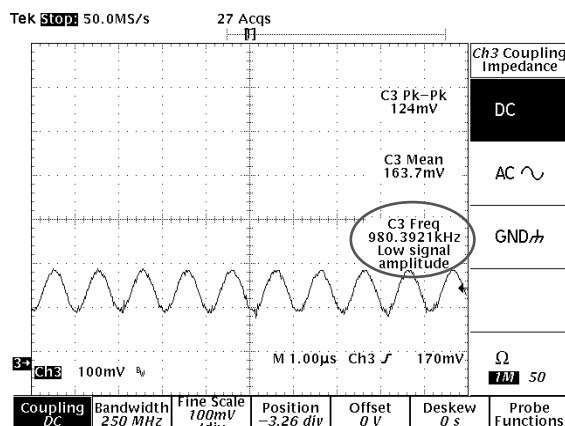 Tek Stop: 50.0MS/s 27 Acqs
T
Ch3 Coupling
Impedance
C3 Pk–Pk
124mV
DC
C3 Mean
163.7mV
AC
C3 Freq
980.3921kHz
Low signal
amplitude
GND
3
Ch3 100mV BW M 1.00µs Ch3 170mV
Ω
1M 50
Coupling
DC
Bandwidth
250 MHz
Fine Scale
100mV
/div
Position
−3.26 div
Offset
0 V
Deskew
0 s
Probe
Functions